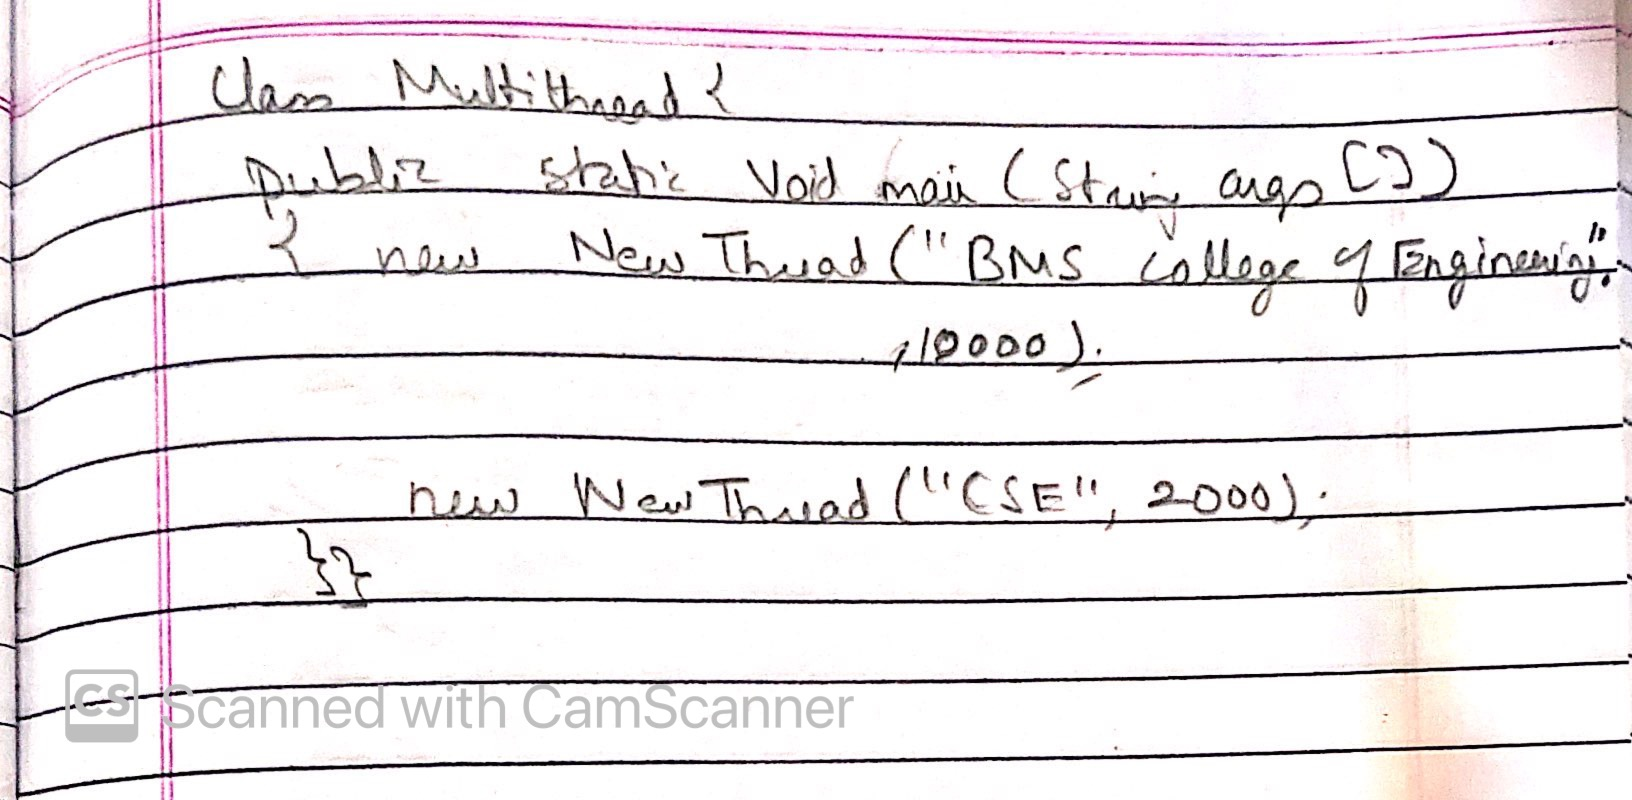 Class Multithread {
public static Void main (String args [])
{ new NewThread ("BMS College of Engineering"
,10000);
new NewThread ("CSE", 2000);
}}
CS Scanned with CamScanner